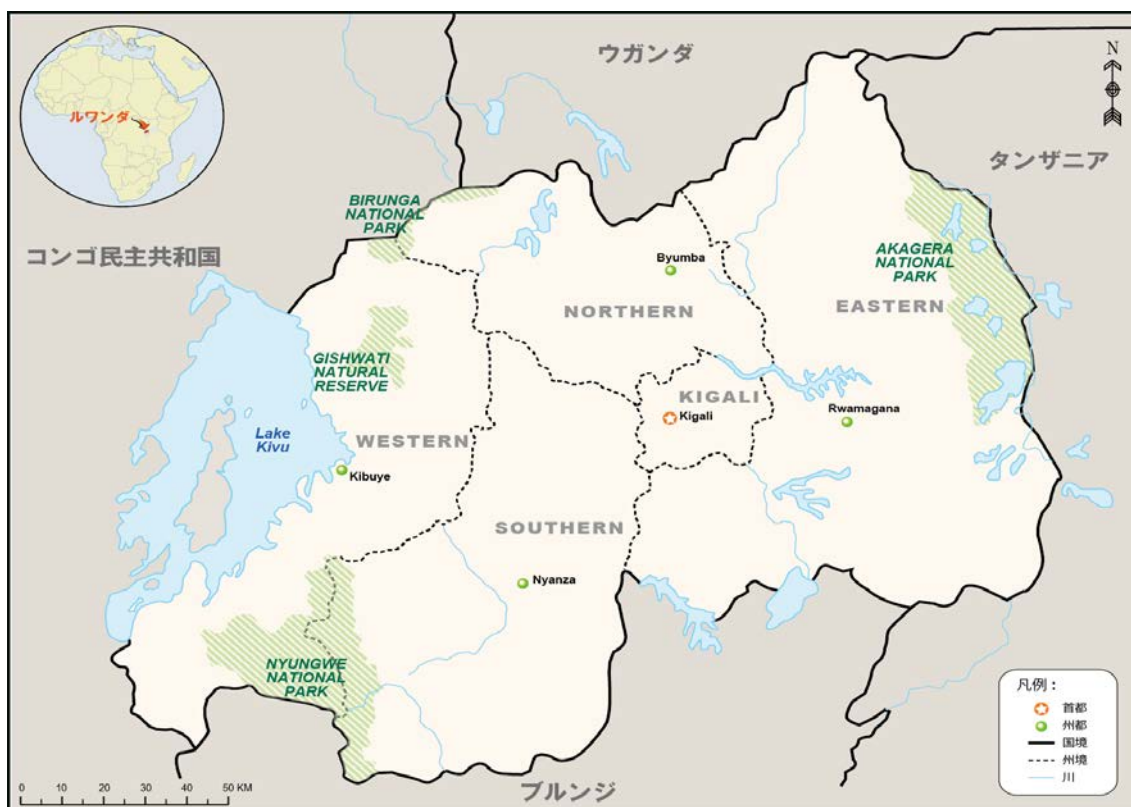 ウガンダ
N
ルワンダ
タンザニア
BIRUNGA
NATIONAL
PARK
コンゴ民主共和国
Byumba
AKAGERA
NATIONAL
PARK
NORTHERN
EASTERN
GISHWATI
NATURAL
RESERVE
KIGALI
Kigali
Rwamagana
Lake
Kivu
WESTERN
Kibuye
SOUTHERN
Nyanza
NYUNGWE
NATIONAL
PARK
凡例：
首都
州都
国境
州境
川
0 10 20 30 40 50 KM
ブルンジ